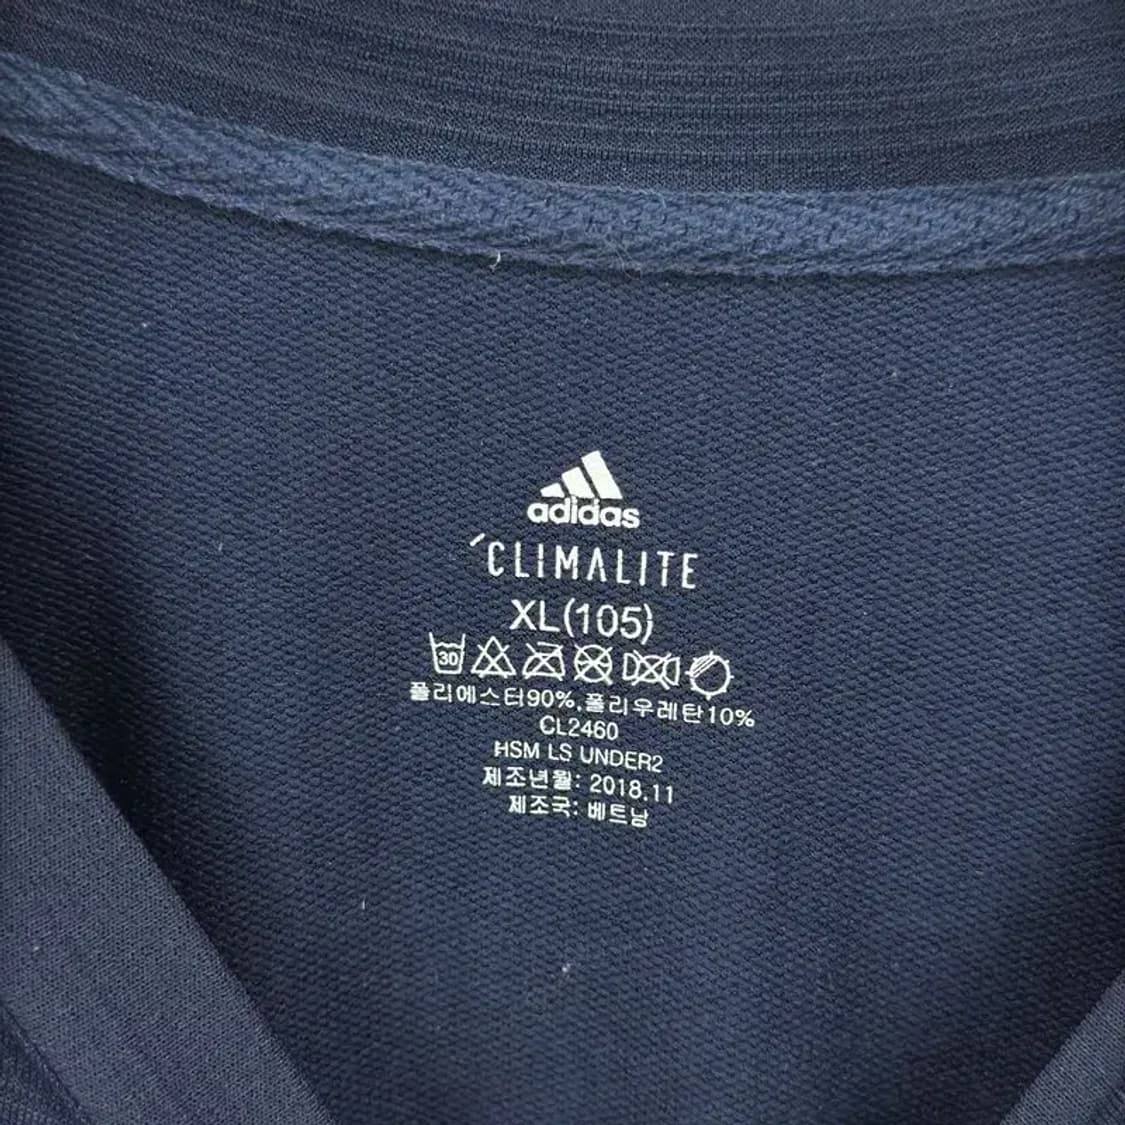 adidas
CLIMALITE
XL(105)
30
폴리에스터90%,폴리우레탄10%
CL2460
HSM LS UNDER2
제조년월: 2018.11
제조국: 베트남